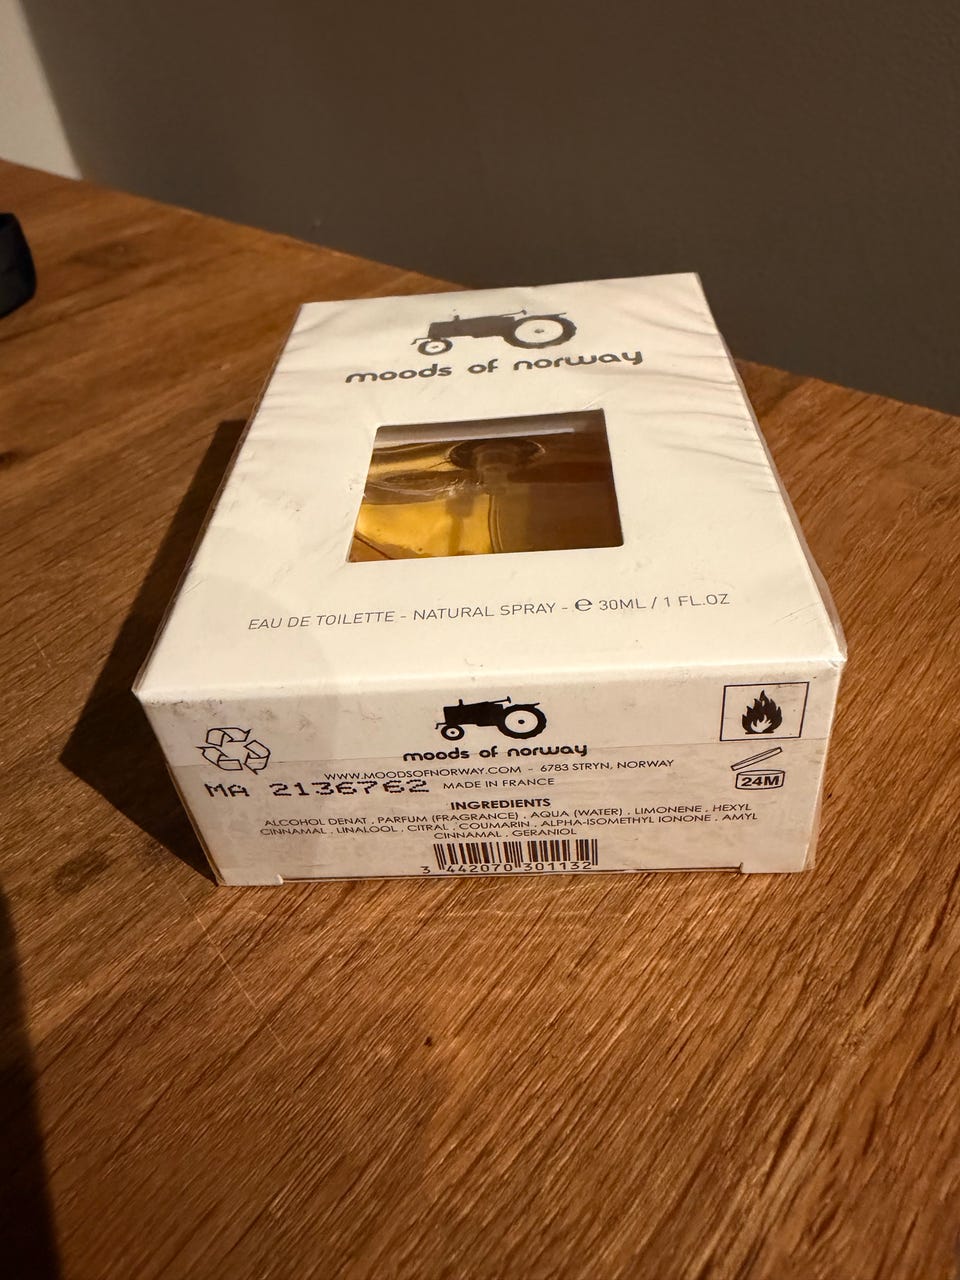 moods of norway
EAU DE TOILETTE - NATURAL SPRAY - ℮ 30ML / 1 FL.OZ
moods of norway
WWW.MOODSOFNORWAY.COM - 6783 STRYN, NORWAY
MA 2136762 MADE IN FRANCE
24M
INGREDIENTS
ALCOHOL DENAT . PARFUM (FRAGRANCE) . AQUA (WATER) . LIMONENE . HEXYL
CINNAMAL . LINALOOL . CITRAL . COUMARIN . ALPHA-ISOMETHYL IONONE . AMYL
CINNAMAL . GERANIOL
3 442070 301132